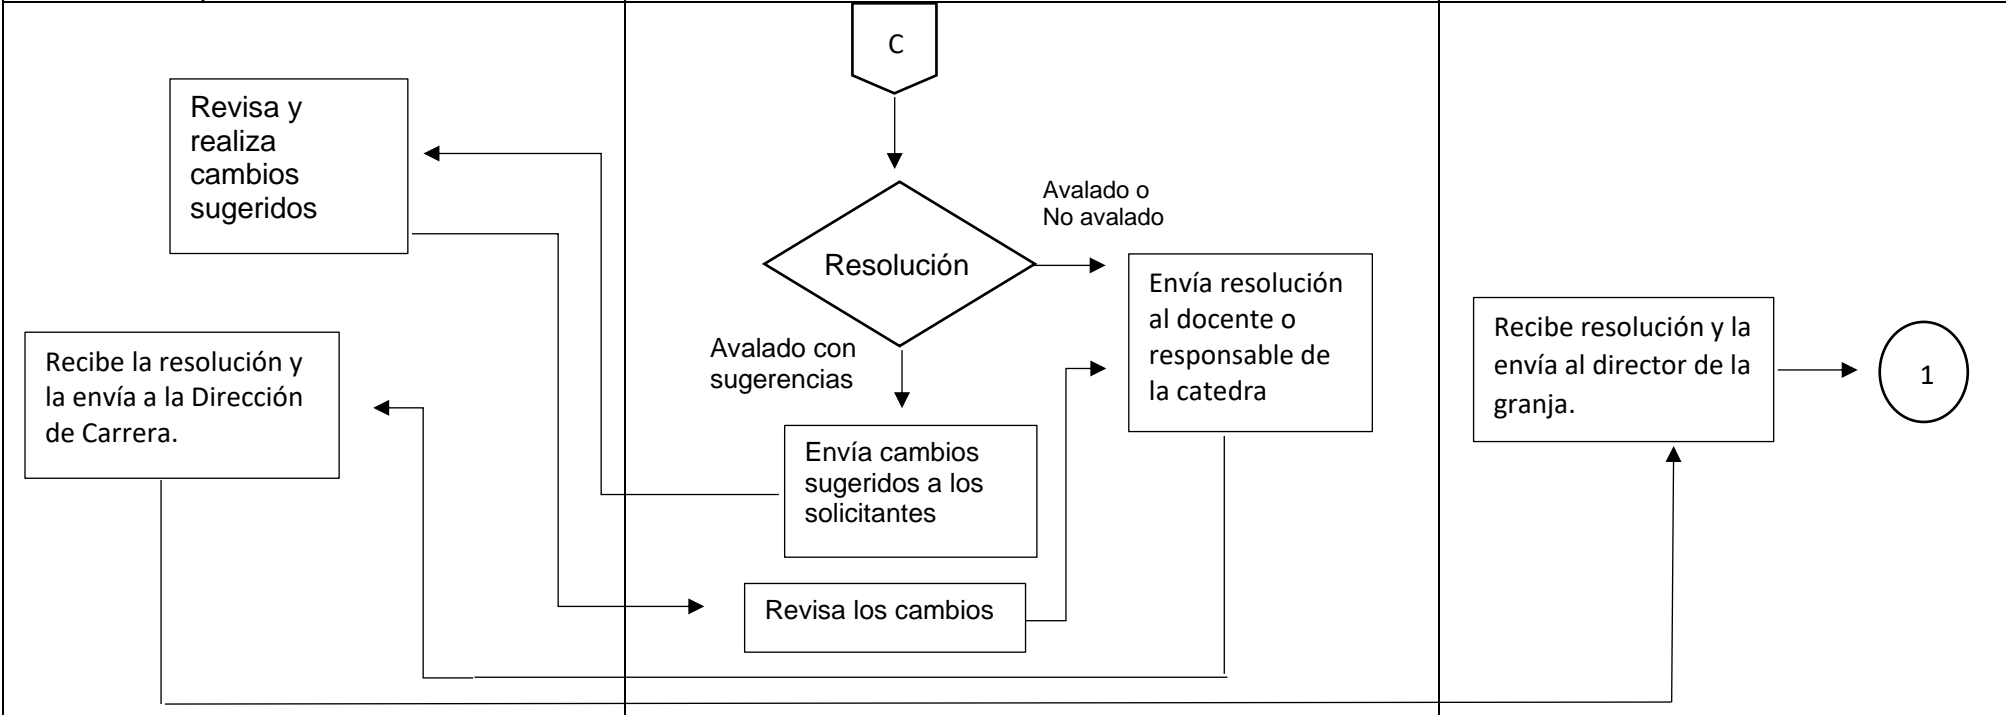 C
Revisa y
realiza
cambios
sugeridos
Avalado o
No avalado
Resolución
Envía resolución
al docente o
responsable de
la catedra
Recibe resolución y la
envía al director de la
granja.
1
Recibe la resolución y
la envía a la Dirección
de Carrera.
Avalado con
sugerencias
Envía cambios
sugeridos a los
solicitantes
Revisa los cambios